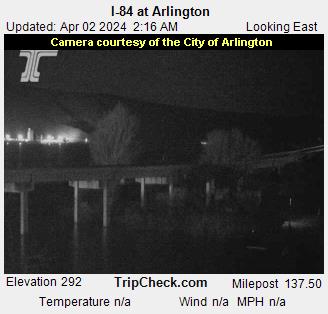 I-84 at Arlington
Updated: Apr 02 2024 2:16 AM Looking East
Camera courtesy of the City of Arlington
Elevation 292 TripCheck.com Milepost 137.50
Temperature n/a Wind n/a MPH n/a